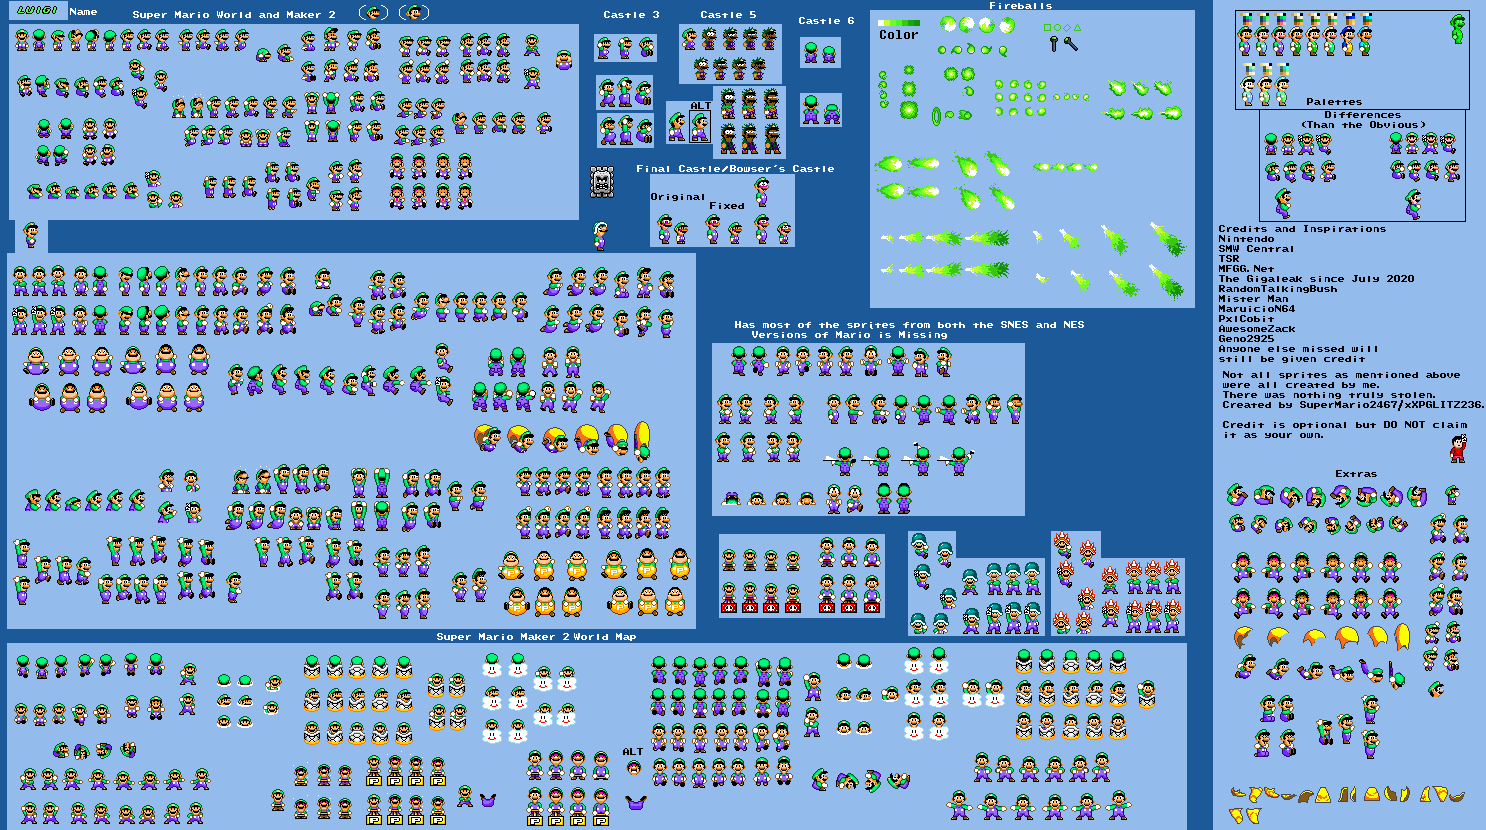 LUIGI
Name
Super Mario World and Maker 2
Castle 3
Castle 5
Castle 6
ALT
Final Castle/Bowser's Castle
Original
Fixed
Fireballs
Color
Palettes
Differences
(Than the Obvious)
Has most of the sprites from both the SNES and NES
Versions of Mario is Missing
Super Mario Maker 2 World Map
ALT
Credits and Inspirations
Nintendo
SMW Central
TSR
MFGG.Net
The Gigaleak since July 2020
RandomTalkingBush
Mister Man
MaruicioN64
PxlCobit
AwesomeZack
Geno2925
Anyone else missed will
still be given credit
Not all sprites as mentioned above
were all created by me.
There was nothing truly stolen.
Created by SuperMario2467/xXPGLITZ236.
Credit is optional but DO NOT claim
it as your own.
Extras